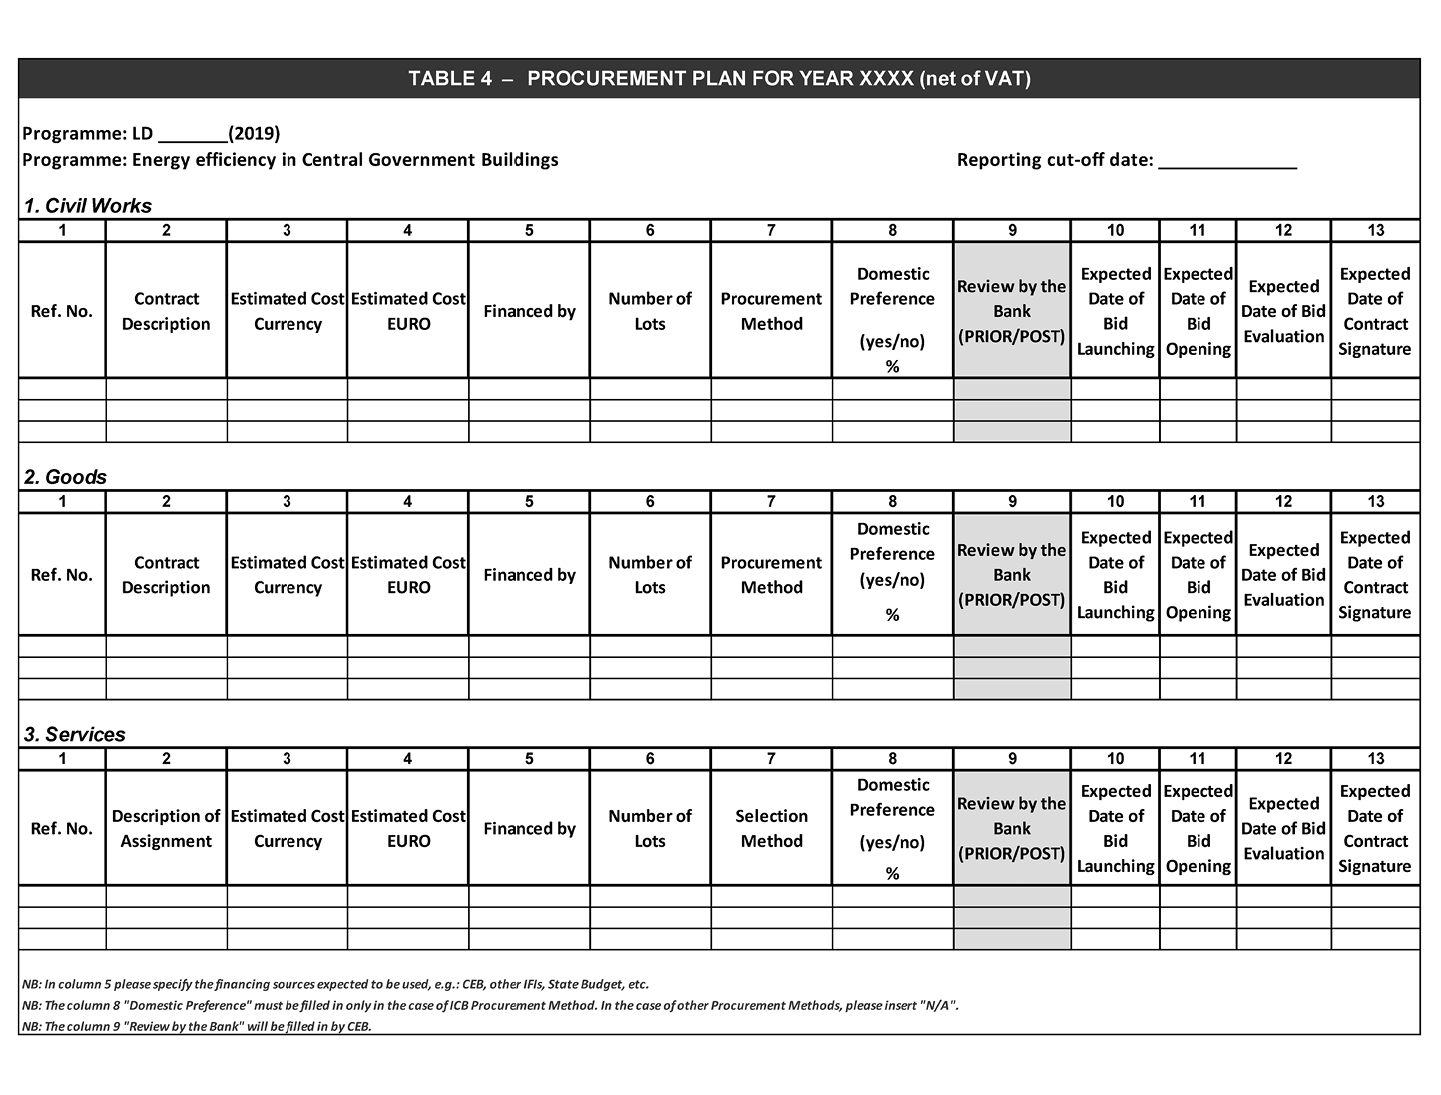 TABLE 4 – PROCUREMENT PLAN FOR YEAR XXXX (net of VAT)
Programme: LD _______(2019)
Programme: Energy efficiency in Central Government Buildings
Reporting cut-off date: ______________
1. Civil Works
1 2 3 4 5 6 7 8 9 10 11 12 13
Ref. No.
Contract
Description
Estimated Cost
Currency
Estimated Cost
EURO
Financed by
Number of
Lots
Procurement
Method
Domestic
Preference
(yes/no)
%
Review by the
Bank
(PRIOR/POST)
Expected
Date of
Bid
Launching
Expected
Date of
Bid
Opening
Expected
Date of Bid
Evaluation
Expected
Date of
Contract
Signature
2. Goods
1 2 3 4 5 6 7 8 9 10 11 12 13
Ref. No.
Contract
Description
Estimated Cost
Currency
Estimated Cost
EURO
Financed by
Number of
Lots
Procurement
Method
Domestic
Preference
(yes/no)
%
Review by the
Bank
(PRIOR/POST)
Expected
Date of
Bid
Launching
Expected
Date of
Bid
Opening
Expected
Date of Bid
Evaluation
Expected
Date of
Contract
Signature
3. Services
1 2 3 4 5 6 7 8 9 10 11 12 13
Ref. No.
Description of
Assignment
Estimated Cost
Currency
Estimated Cost
EURO
Financed by
Number of
Lots
Selection
Method
Domestic
Preference
(yes/no)
%
Review by the
Bank
(PRIOR/POST)
Expected
Date of
Bid
Launching
Expected
Date of
Bid
Opening
Expected
Date of Bid
Evaluation
Expected
Date of
Contract
Signature
NB: In column 5 please specify the financing sources expected to be used, e.g.: CEB, other IFIs, State Budget, etc.
NB: The column 8 "Domestic Preference" must be filled in only in the case of ICB Procurement Method. In the case of other Procurement Methods, please insert "N/A".
NB: The column 9 "Review by the Bank" will be filled in by CEB.